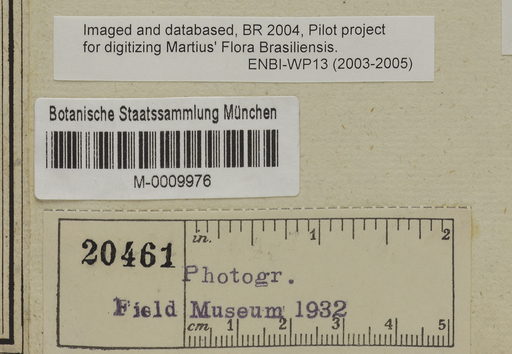 Imaged and databased, BR 2004, Pilot project
for digitizing Martius' Flora Brasiliensis.
ENBI-WP13 (2003-2005)
Botanische Staatssammlung München
M-0009976
in. 1 2
20461
Photogr.
Field Museum 1932
cm 1 2 3 4 5